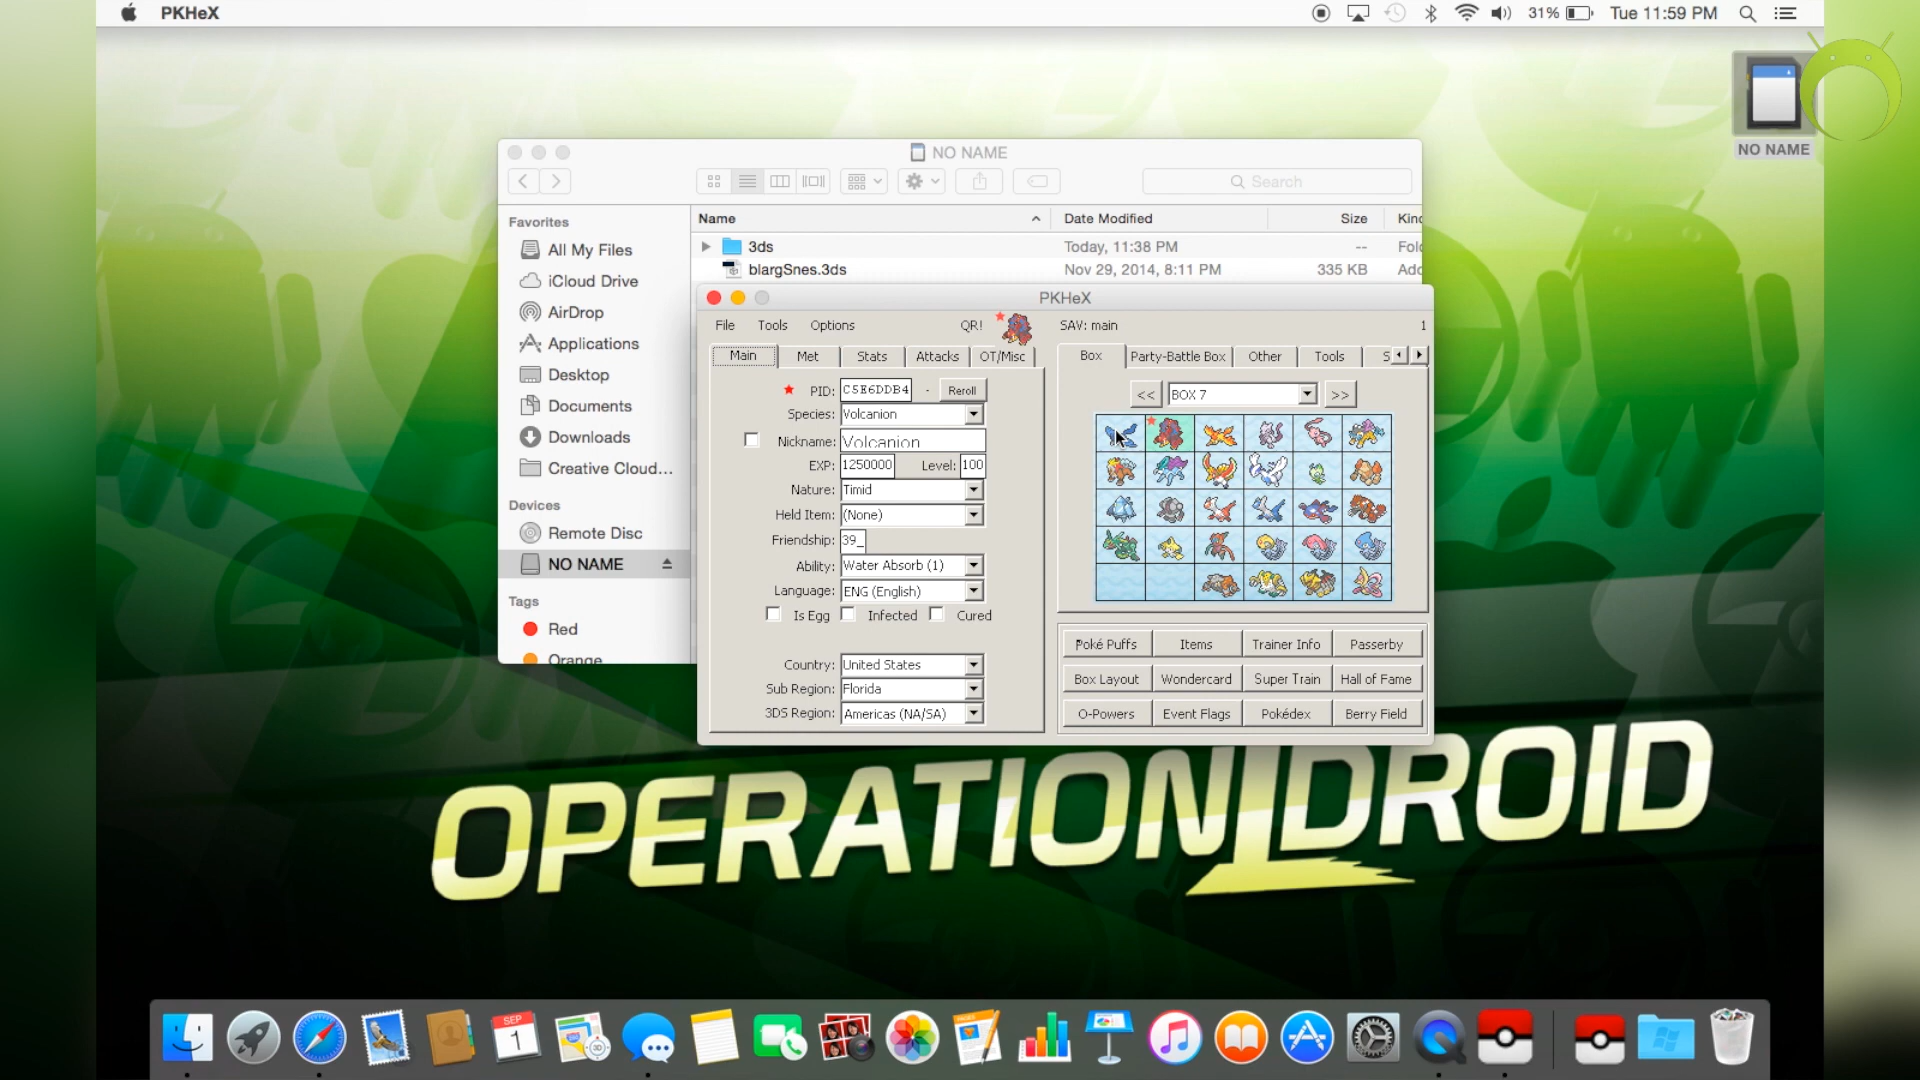 PKHeX
31%
Tue 11:59 PM
NO NAME
NO NAME
Search
Favorites
All My Files
iCloud Drive
AirDrop
Applications
Desktop
Documents
Downloads
Creative Cloud...
Devices
Remote Disc
NO NAME
Tags
Red
Orange
Name Date Modified Size Kind
3ds Today, 11:38 PM --
blargSnes.3ds Nov 29, 2014, 8:11 PM 335 KB
PKHeX
File Tools Options QR! SAV: main 1
Main Met Stats Attacks OT/Misc
PID: C5E6DDB4 - Reroll
Species: Volcanion
Nickname: Volcanion
EXP: 1250000 Level: 100
Nature: Timid
Held Item: (None)
Friendship: 39_
Ability: Water Absorb (1)
Language: ENG (English)
Is Egg Infected Cured
Country: United States
Sub Region: Florida
3DS Region: Americas (NA/SA)
Box Party-Battle Box Other Tools S
<< BOX 7 >>
Poké Puffs Items Trainer Info Passerby
Box Layout Wondercard Super Train Hall of Fame
O-Powers Event Flags Pokédex Berry Field
OPERATION DROID
SEP
1
3D
PAGES